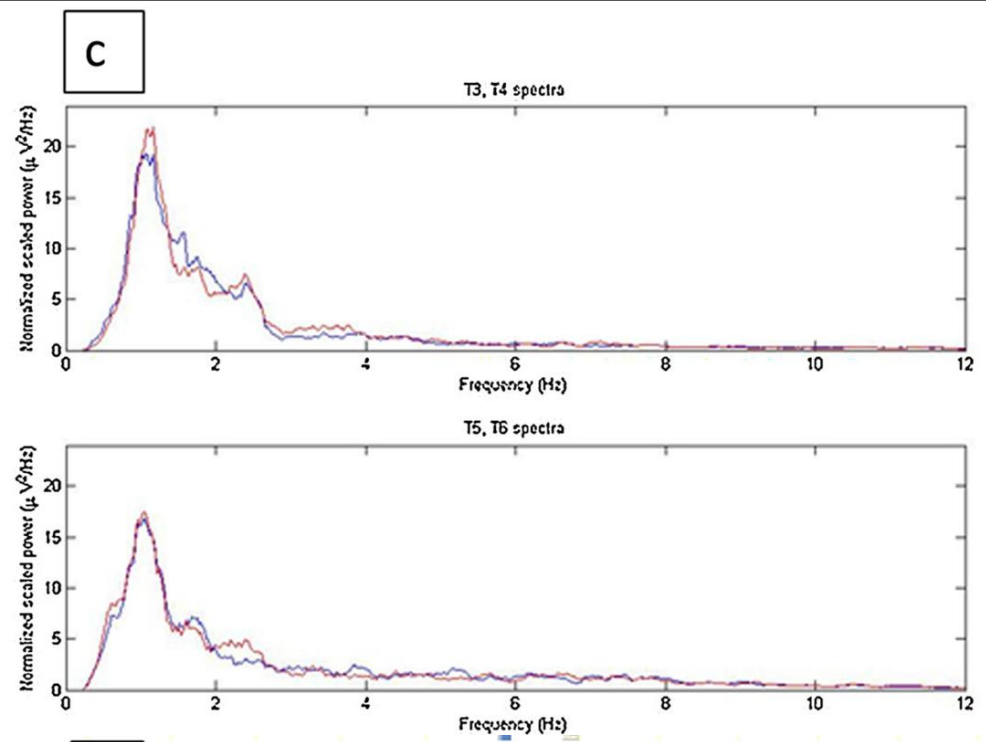 C
T3, T4 spectra
Normalized scaled power (μ V²/Hz)
20
15
10
5
0
0 2 4 6 8 10 12
Frequency (Hz)
T5, T6 spectra
Normalized scaled power (μ V²/Hz)
20
15
10
5
0
0 2 4 6 8 10 12
Frequency (Hz)